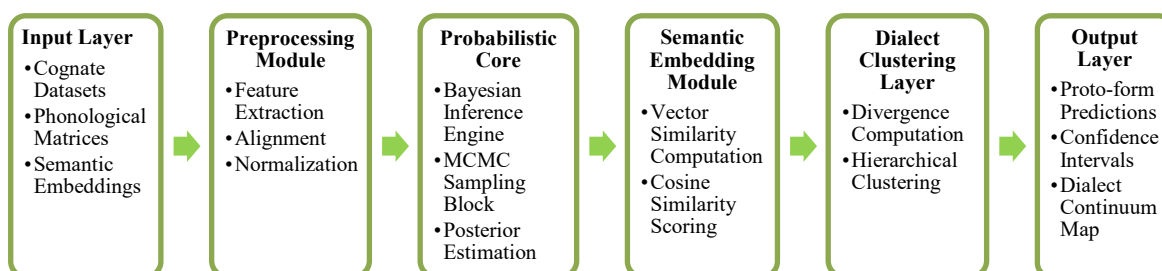 Input Layer
•Cognate
Datasets
•Phonological
Matrices
•Semantic
Embeddings
Preprocessing
Module
•Feature
Extraction
•Alignment
•Normalization
Probabilistic
Core
•Bayesian
Inference
Engine
•MCMC
Sampling
Block
•Posterior
Estimation
Semantic
Embedding
Module
•Vector
Similarity
Computation
•Cosine
Similarity
Scoring
Dialect
Clustering
Layer
•Divergence
Computation
•Hierarchical
Clustering
Output
Layer
•Proto-form
Predictions
•Confidence
Intervals
•Dialect
Continuum
Map